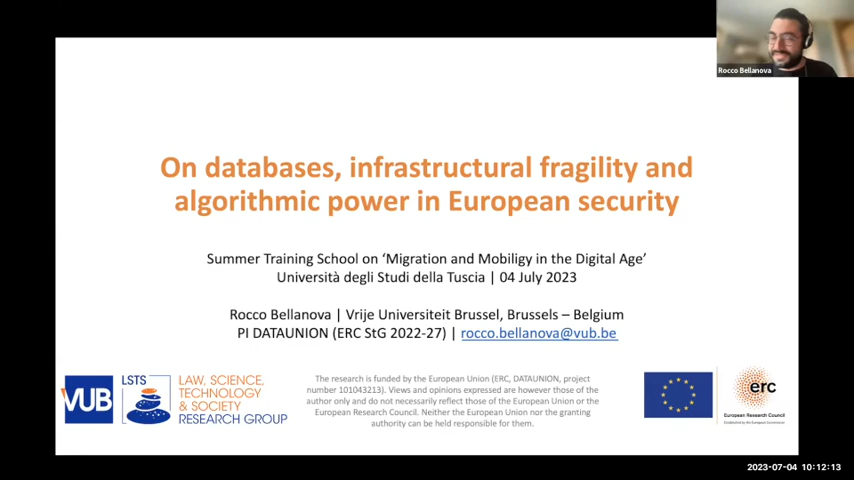 Rocco Bellanova
On databases, infrastructural fragility and
algorithmic power in European security
Summer Training School on ‘Migration and Mobiligy in the Digital Age’
Università degli Studi della Tuscia | 04 July 2023
Rocco Bellanova | Vrije Universiteit Brussel, Brussels – Belgium
PI DATAUNION (ERC StG 2022-27) | rocco.bellanova@vub.be
VUB
LSTS
LAW, SCIENCE,
TECHNOLOGY
& SOCIETY
RESEARCH GROUP
The research is funded by the European Union (ERC, DATAUNION, project
number 101043213). Views and opinions expressed are however those of the
author only and do not necessarily reflect those of the European Union or the
European Research Council. Neither the European Union nor the granting
authority can be held responsible for them.
erc
European Research Council
Established by the European Commission
2023-07-04 10:12:13